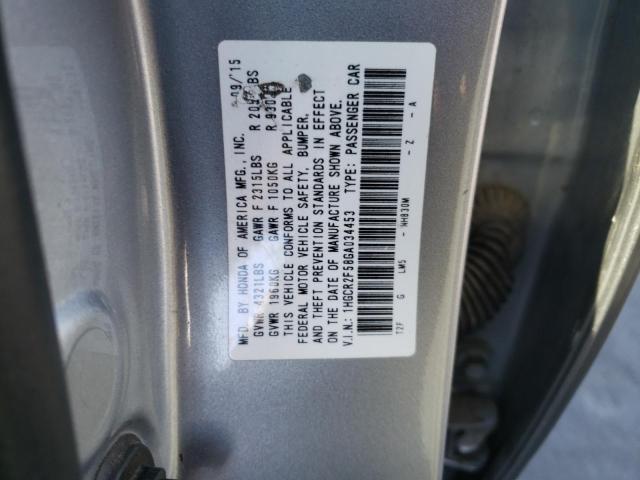 MFD. BY HONDA OF AMERICA MFG., INC. 09/15
GVWR 4321LBS GAWR F 2315LBS R LBS
GVWR 1960KG GAWR F 1050KG R
THIS VEHICLE CONFORMS TO ALL APPLICABLE
FEDERAL MOTOR VEHICLE SAFETY, BUMPER,
AND THEFT PREVENTION STANDARDS IN EFFECT
ON THE DATE OF MANUFACTURE SHOWN ABOVE.
V.I.N.: 1HGCR2F58GA034453 TYPE: PASSENGER CAR
T2F G LM5 - NH830M - Z - A